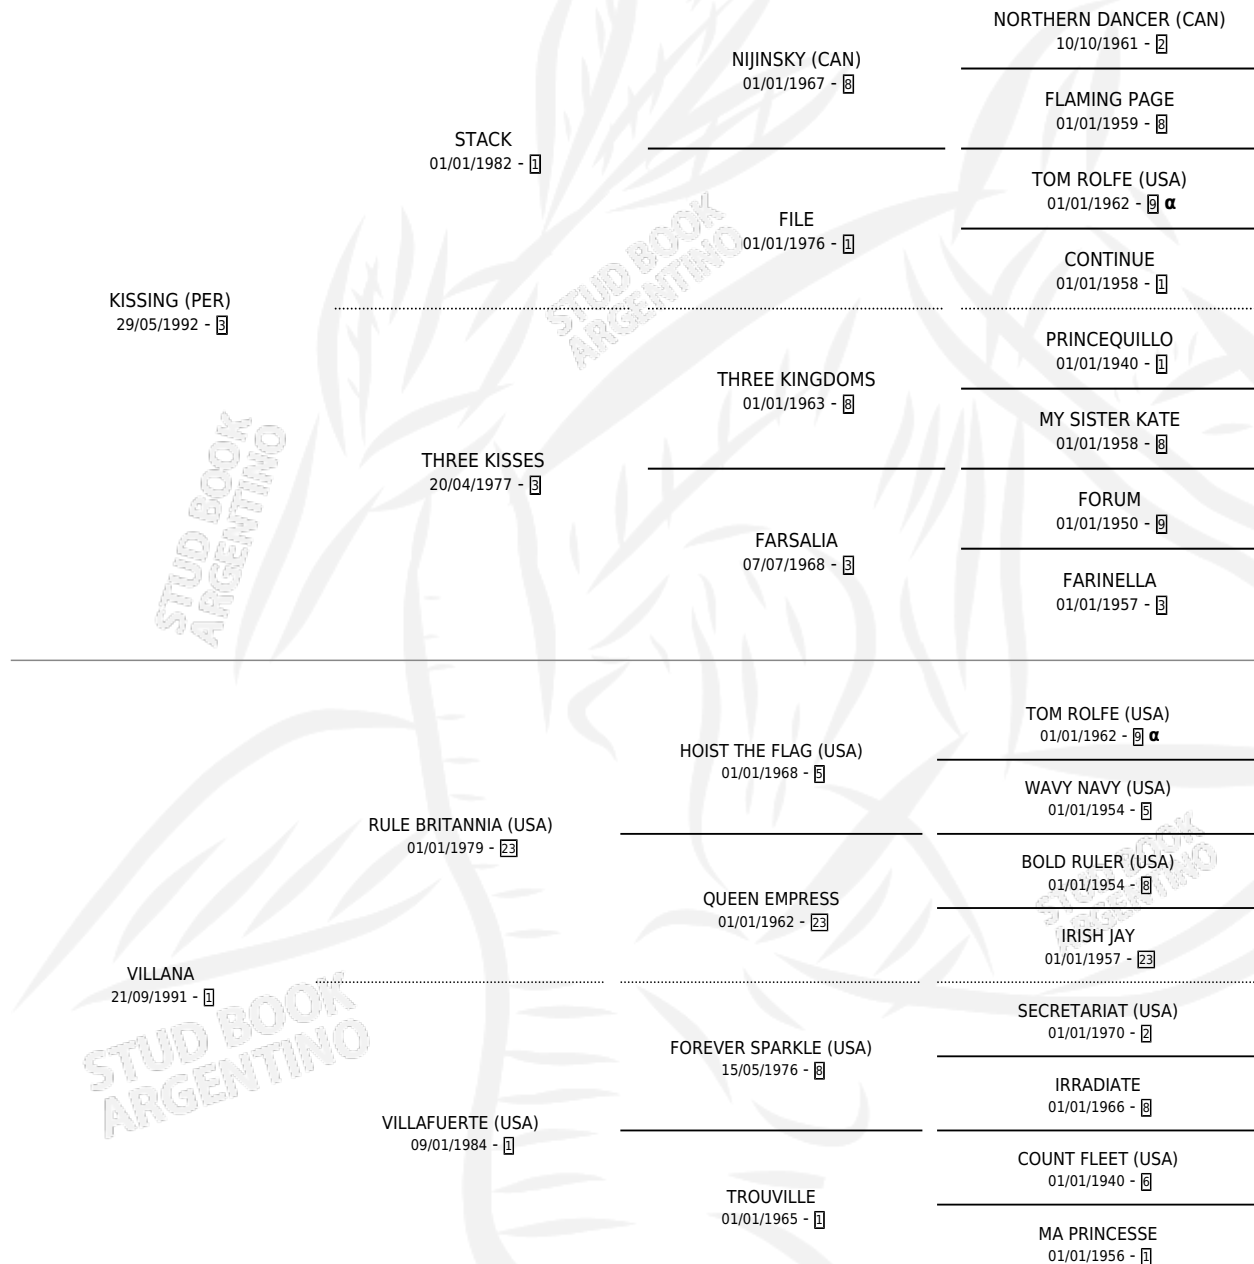 NORTHERN DANCER (CAN)
10/10/1961 - 2
NIJINSKY (CAN)
01/01/1967 - 8
FLAMING PAGE
01/01/1959 - 8
STACK
01/01/1982 - 1
TOM ROLFE (USA)
01/01/1962 - 9 α
FILE
01/01/1976 - 1
CONTINUE
01/01/1958 - 1
KISSING (PER)
29/05/1992 - 3
STUD BOOK
ARGENTINO
PRINCEQUILLO
01/01/1940 - 1
THREE KINGDOMS
01/01/1963 - 8
MY SISTER KATE
01/01/1958 - 8
THREE KISSES
20/04/1977 - 3
FORUM
01/01/1950 - 9
FARSALIA
07/07/1968 - 3
FARINELLA
01/01/1957 - 3
STUD BOOK
ARGENTINO
TOM ROLFE (USA)
01/01/1962 - 9 α
HOIST THE FLAG (USA)
01/01/1968 - 5
WAVY NAVY (USA)
01/01/1954 - 5
RULE BRITANNIA (USA)
01/01/1979 - 23
BOLD RULER (USA)
01/01/1954 - 8
QUEEN EMPRESS
01/01/1962 - 23
IRISH JAY
01/01/1957 - 23
STUD BOOK
ARGENTINO
VILLANA
21/09/1991 - 1
STUD BOOK
ARGENTINO
SECRETARIAT (USA)
01/01/1970 - 2
FOREVER SPARKLE (USA)
15/05/1976 - 8
IRRADIATE
01/01/1966 - 8
VILLAFUERTE (USA)
09/01/1984 - 1
COUNT FLEET (USA)
01/01/1940 - 6
TROUVILLE
01/01/1965 - 1
MA PRINCESSE
01/01/1956 - 1